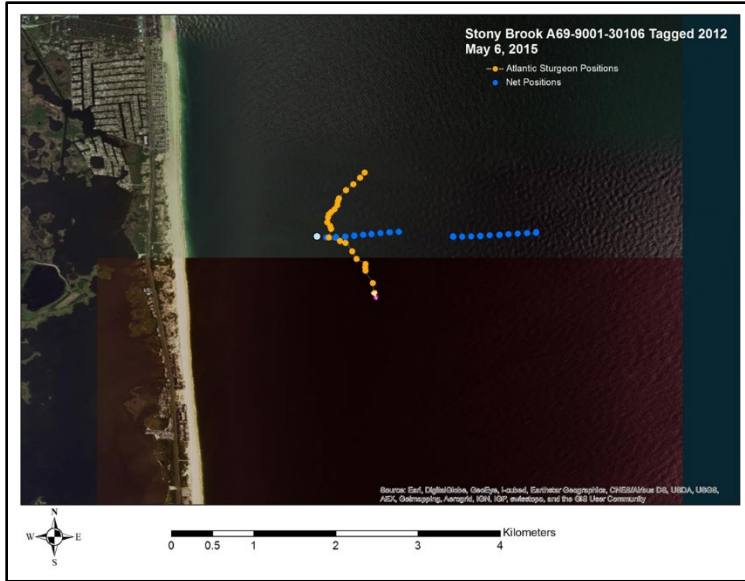 Stony Brook A69-9001-30106 Tagged 2012
May 6, 2015
Atlantic Sturgeon Positions
Net Positions
Source: Esri, DigitalGlobe, GeoEye, i-cubed, Earthstar Geographics, CNES/Airbus DS, USDA, USGS,
AEX, Getmapping, Aerogrid, IGN, IGP, swisstopo, and the GIS User Community
N
W E
S
Kilometers
0 0.5 1 2 3 4